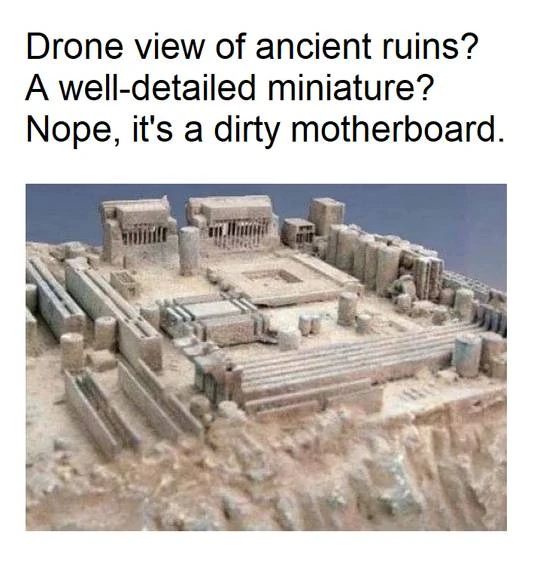 Drone view of ancient ruins?
A well-detailed miniature?
Nope, it's a dirty motherboard.